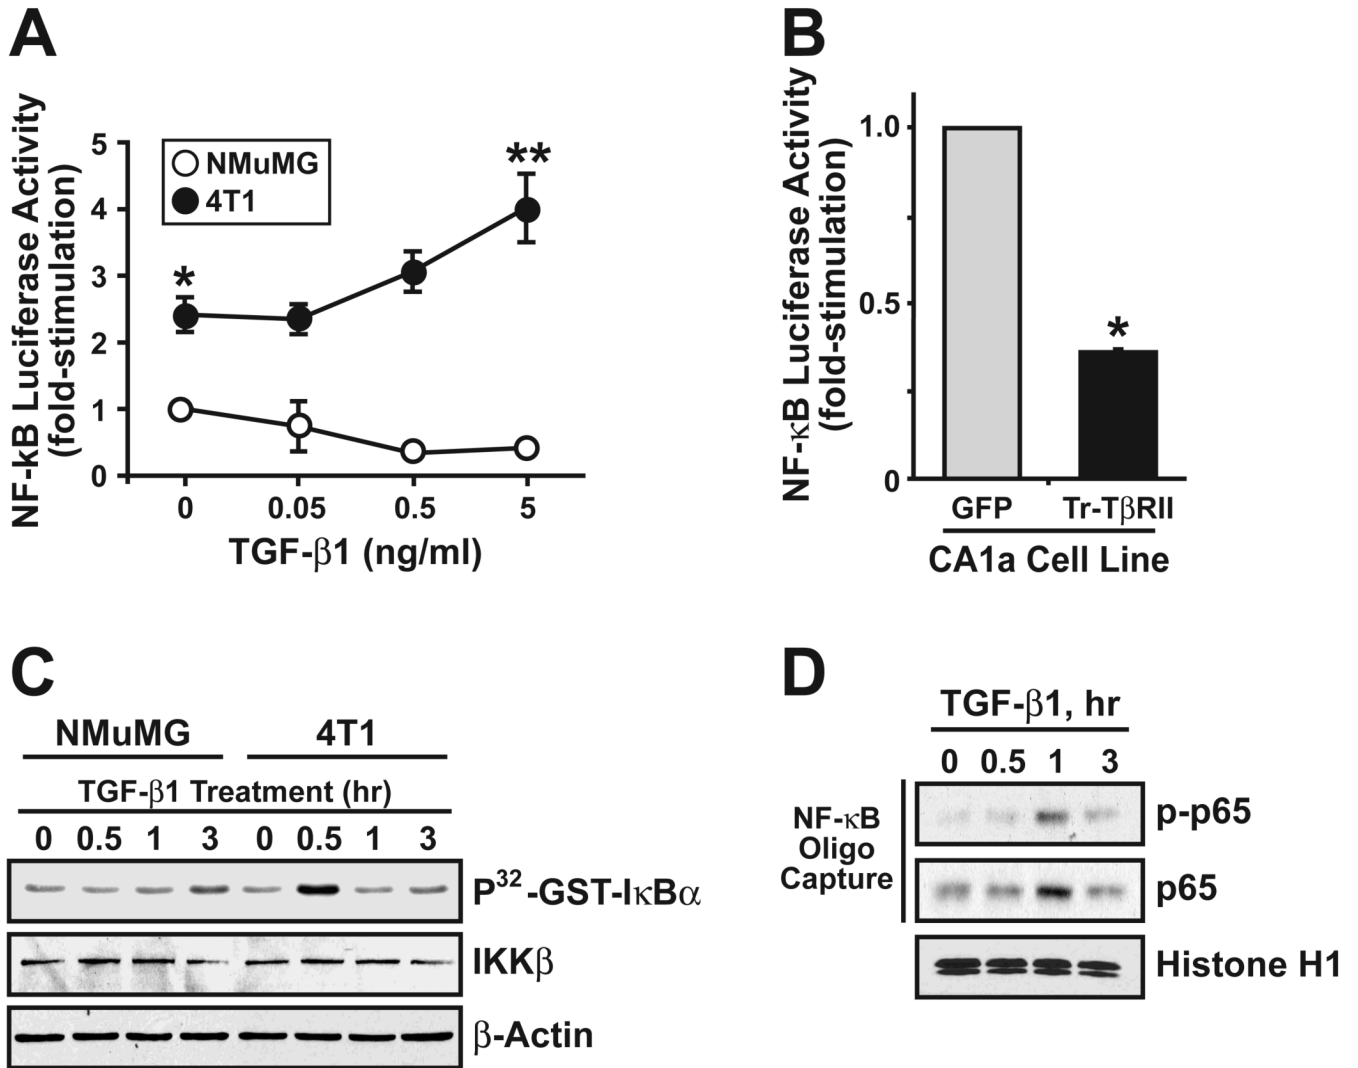 A
NF-kB Luciferase Activity
(fold-stimulation)
5
4
3
2
1
0
NMuMG
4T1
*
**
0 0.05 0.5 5
TGF-β1 (ng/ml)
B
NF-κB Luciferase Activity
(fold-stimulation)
1.0
0.5
0
*
GFP Tr-TβRII
CA1a Cell Line
C
NMuMG 4T1
TGF-β1 Treatment (hr)
0 0.5 1 3 0 0.5 1 3
P³²-GST-IκBα
IKKβ
β-Actin
D
TGF-β1, hr
0 0.5 1 3
NF-κB
Oligo
Capture
p-p65
p65
Histone H1